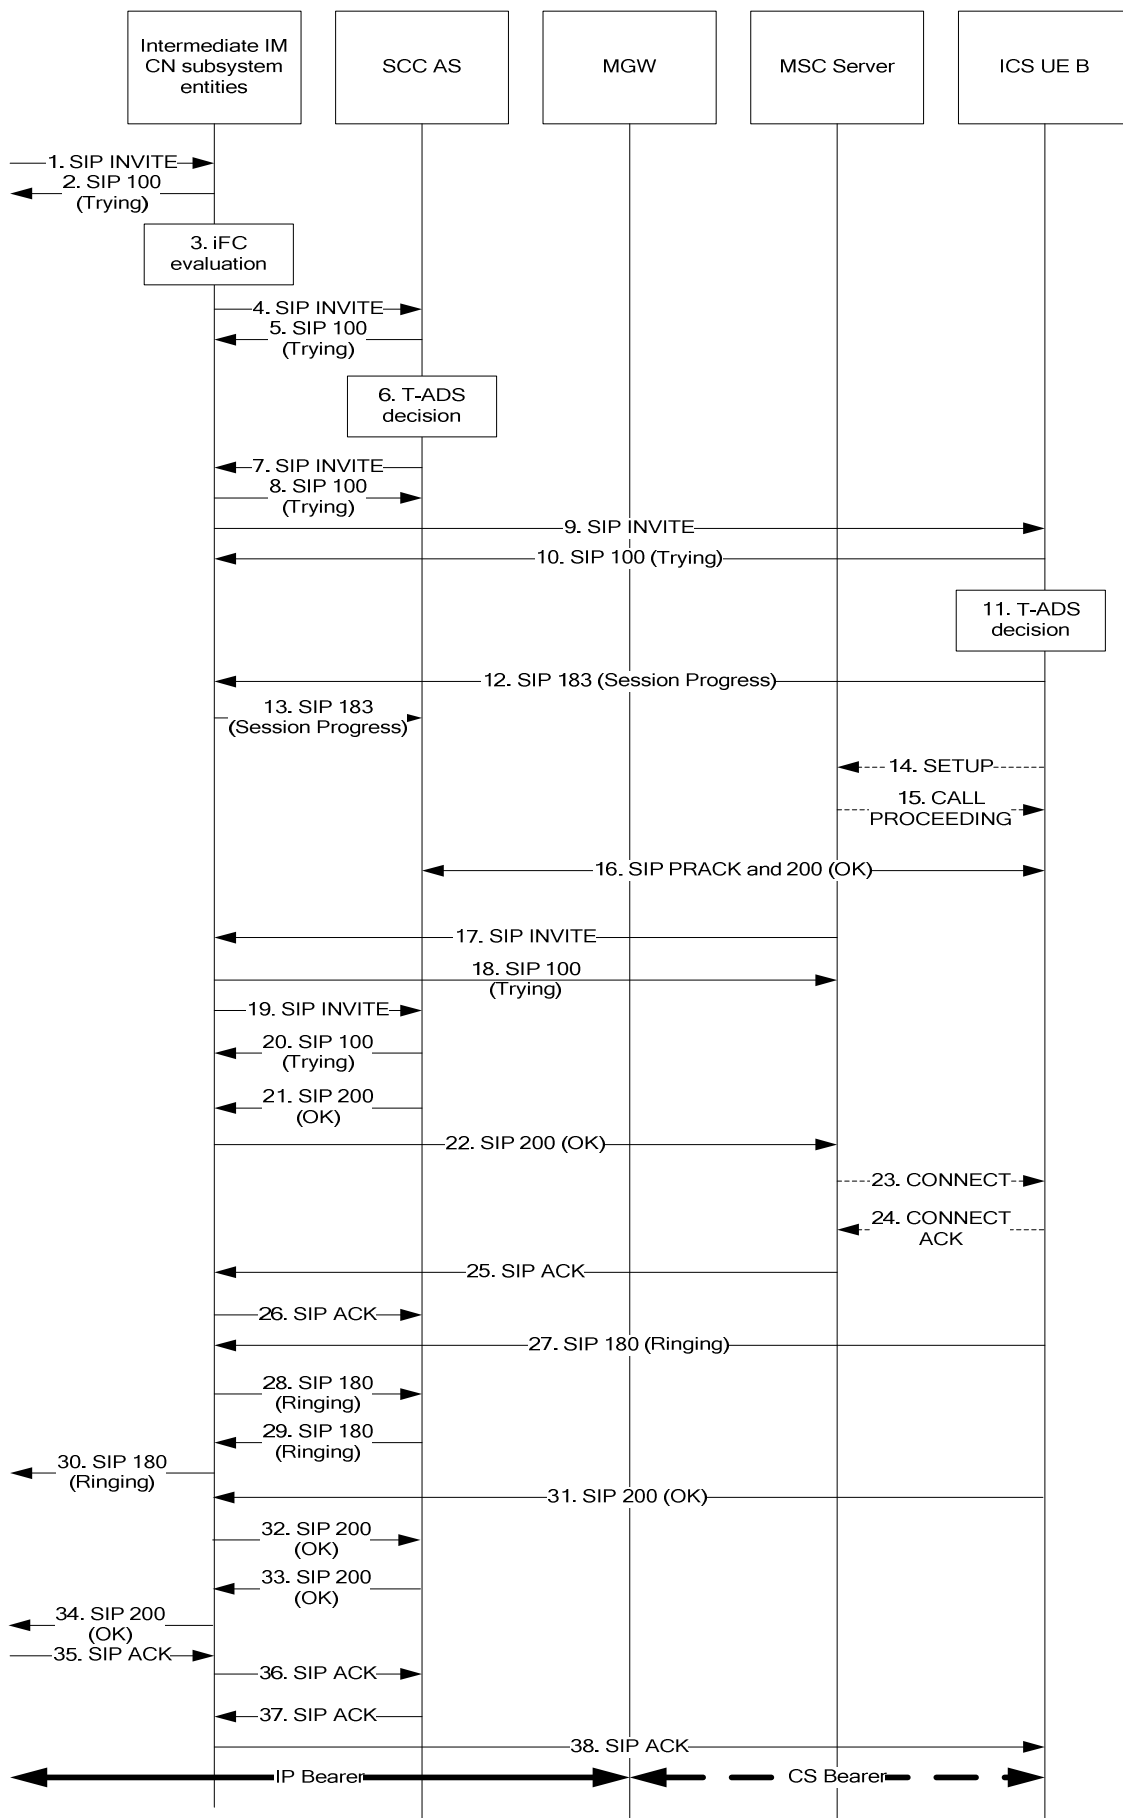 Intermediate IM
CN subsystem
entities
SCC AS
MGW
MSC Server
ICS UE B
1. SIP INVITE
2. SIP 100
(Trying)
3. iFC
evaluation
4. SIP INVITE
5. SIP 100
(Trying)
6. T-ADS
decision
7. SIP INVITE
8. SIP 100
(Trying)
9. SIP INVITE
10. SIP 100 (Trying)
11. T-ADS
decision
12. SIP 183 (Session Progress)
13. SIP 183
(Session Progress)
14. SETUP
15. CALL
PROCEEDING
16. SIP PRACK and 200 (OK)
17. SIP INVITE
18. SIP 100
(Trying)
19. SIP INVITE
20. SIP 100
(Trying)
21. SIP 200
(OK)
22. SIP 200 (OK)
23. CONNECT
24. CONNECT
ACK
25. SIP ACK
26. SIP ACK
27. SIP 180 (Ringing)
28. SIP 180
(Ringing)
29. SIP 180
(Ringing)
30. SIP 180
(Ringing)
31. SIP 200 (OK)
32. SIP 200
(OK)
33. SIP 200
(OK)
34. SIP 200
(OK)
35. SIP ACK
36. SIP ACK
37. SIP ACK
38. SIP ACK
IP Bearer
CS Bearer